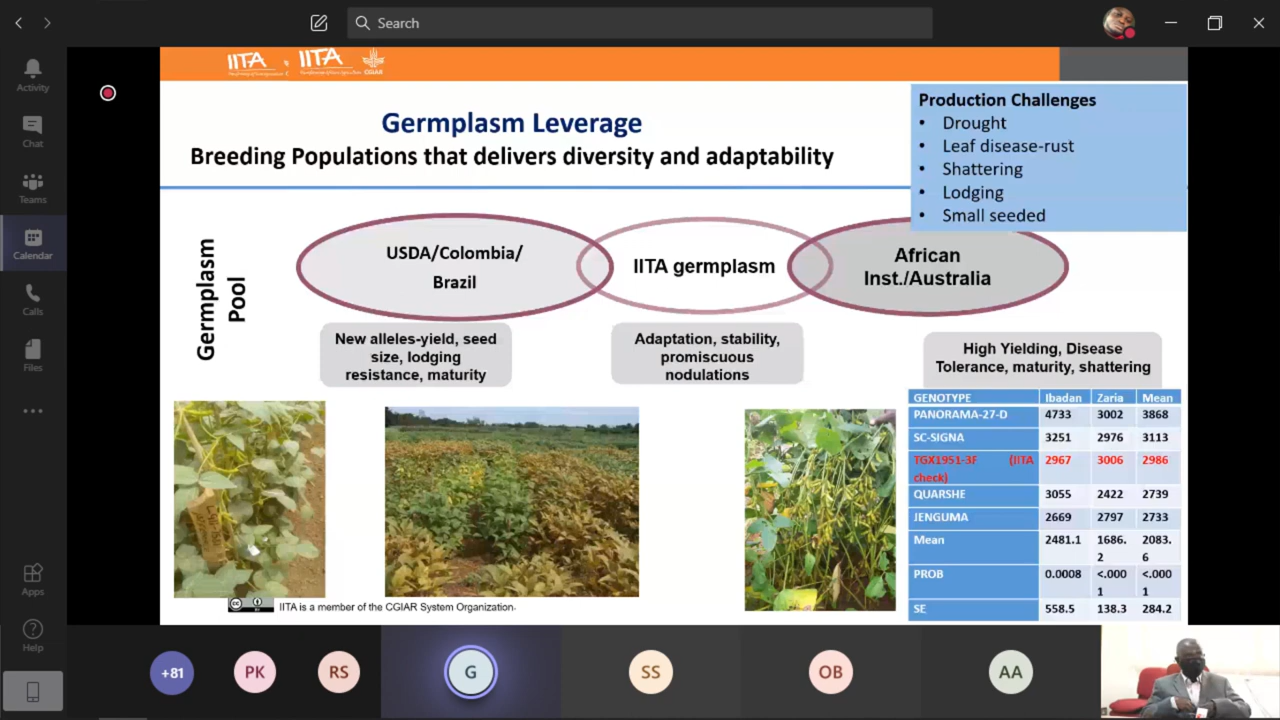 Search
Activity
Chat
Teams
Calendar
Calls
Files
Apps
Help
IITA
IITA
CGIAR
Germplasm Leverage
Breeding Populations that delivers diversity and adaptability
Production Challenges
• Drought
• Leaf disease-rust
• Shattering
• Lodging
• Small seeded
Germplasm
Pool
USDA/Colombia/
Brazil
IITA germplasm
African
Inst./Australia
New alleles-yield, seed
size, lodging
resistance, maturity
Adaptation, stability,
promiscuous
nodulations
High Yielding, Disease
Tolerance, maturity, shattering
GENOTYPE Ibadan Zaria Mean
PANORAMA-27-D 4733 3002 3868
SC-SIGNA 3251 2976 3113
TGX1951-3F (IITA 2967 3006 2986
check)
QUARSHE 3055 2422 2739
JENGUMA 2669 2797 2733
Mean 2481.1 1686. 2083.
2 6
PROB 0.0008 <.000 <.000
1 1
SE 558.5 138.3 284.2
cc
IITA is a member of the CGIAR System Organization.
+81
PK
RS
G
SS
OB
AA